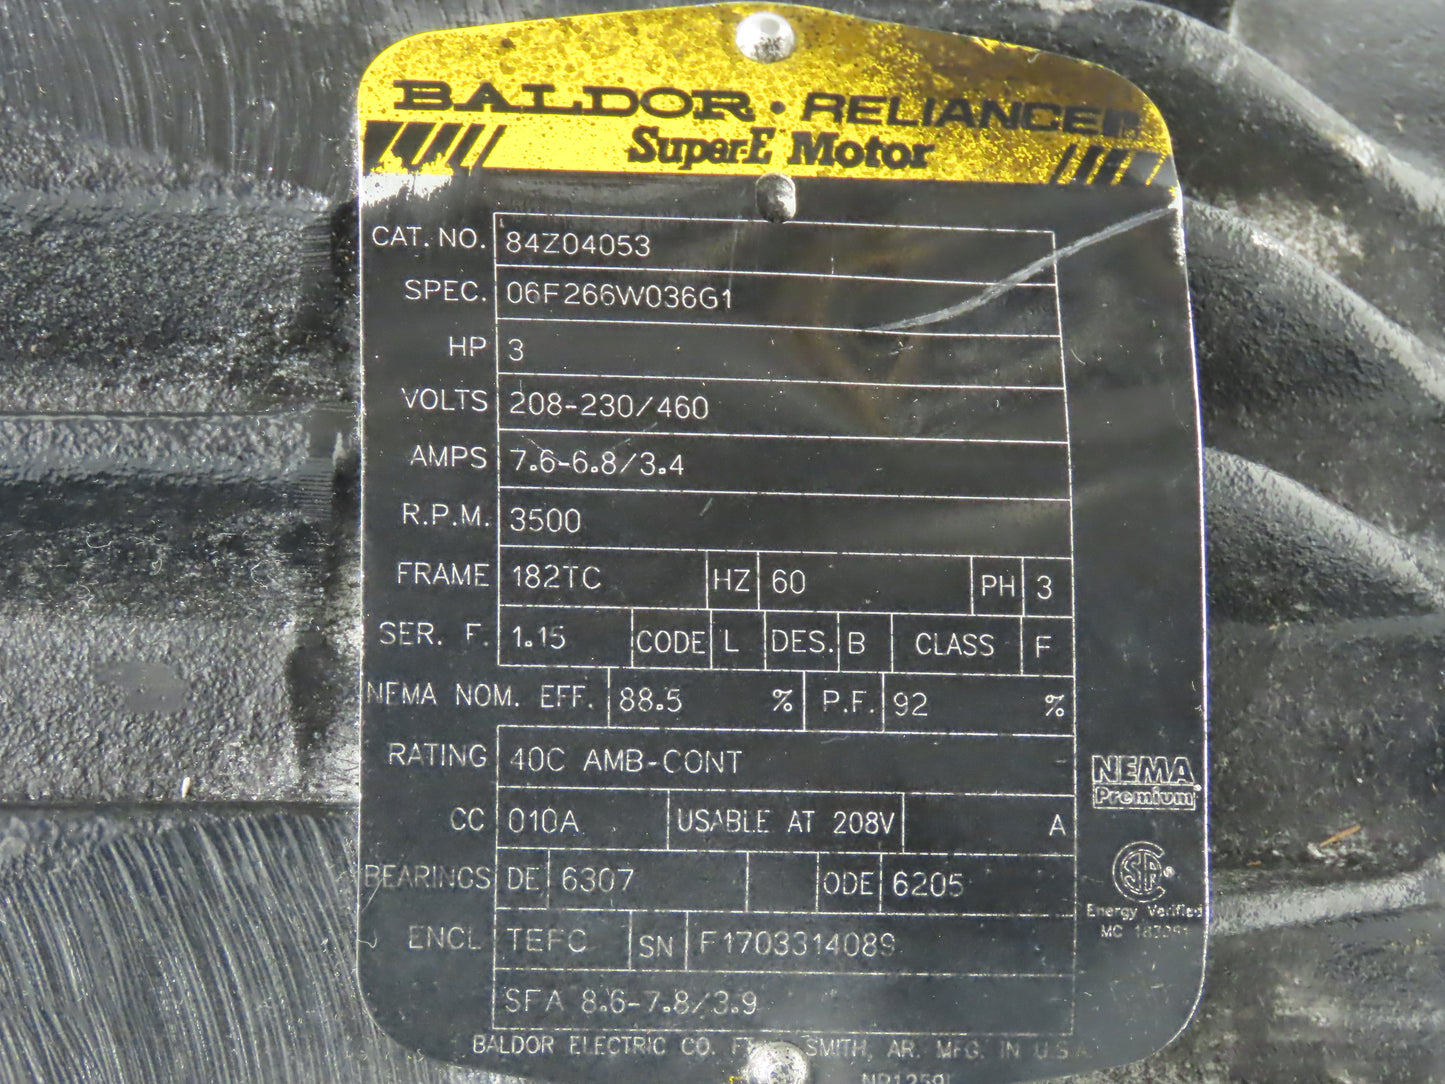 BALDOR • RELIANCE
Super-E Motor
CAT. NO. 84Z04053
SPEC. 06F266W036G1
HP 3
VOLTS 208-230/460
AMPS 7.6-6.8/3.4
R.P.M. 3500
FRAME 182TC HZ 60 PH 3
SER. F. 1.15 CODE L DES. B CLASS F
NEMA NOM. EFF. 88.5 % P.F. 92 %
RATING 40C AMB-CONT
NEMA
Premium
CC 010A USABLE AT 208V A
BEARINGS DE 6307 ODE 6205
Energy Verified
MC
ENCL TEFC SN F1703314089
SFA 8.6-7.8/3.9
BALDOR ELECTRIC CO. SMITH, AR. MFG. IN U.S.A.